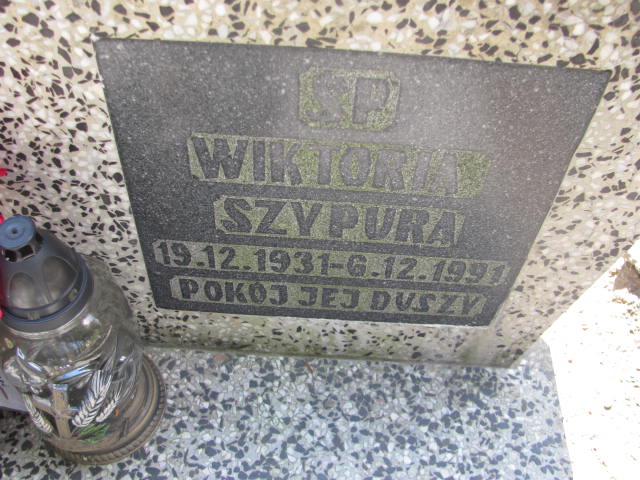 SP
WIKTORIA
SZYPURA
19.12.1931-6.12.1991
POKÓJ JEJ DUSZY